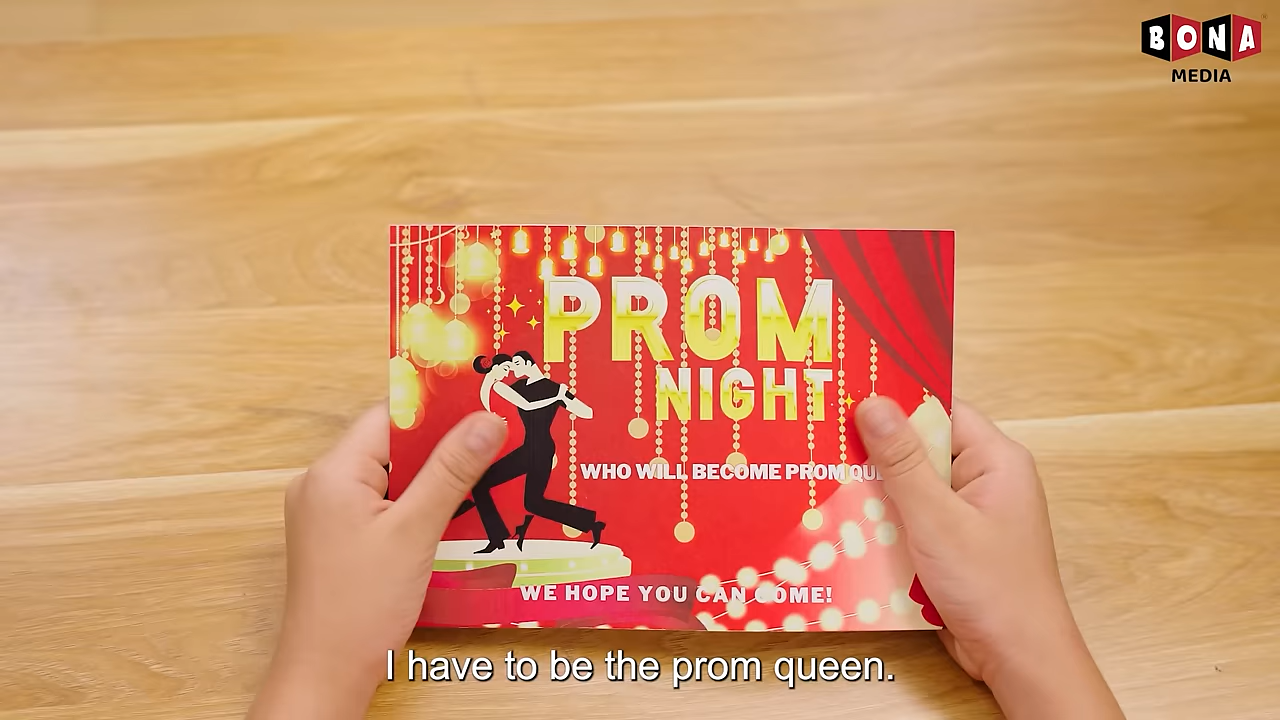 BONA
MEDIA
PROM
NIGHT
WHO WILL BECOME PROM
WE HOPE YOU CAN COME!
I have to be the prom queen.